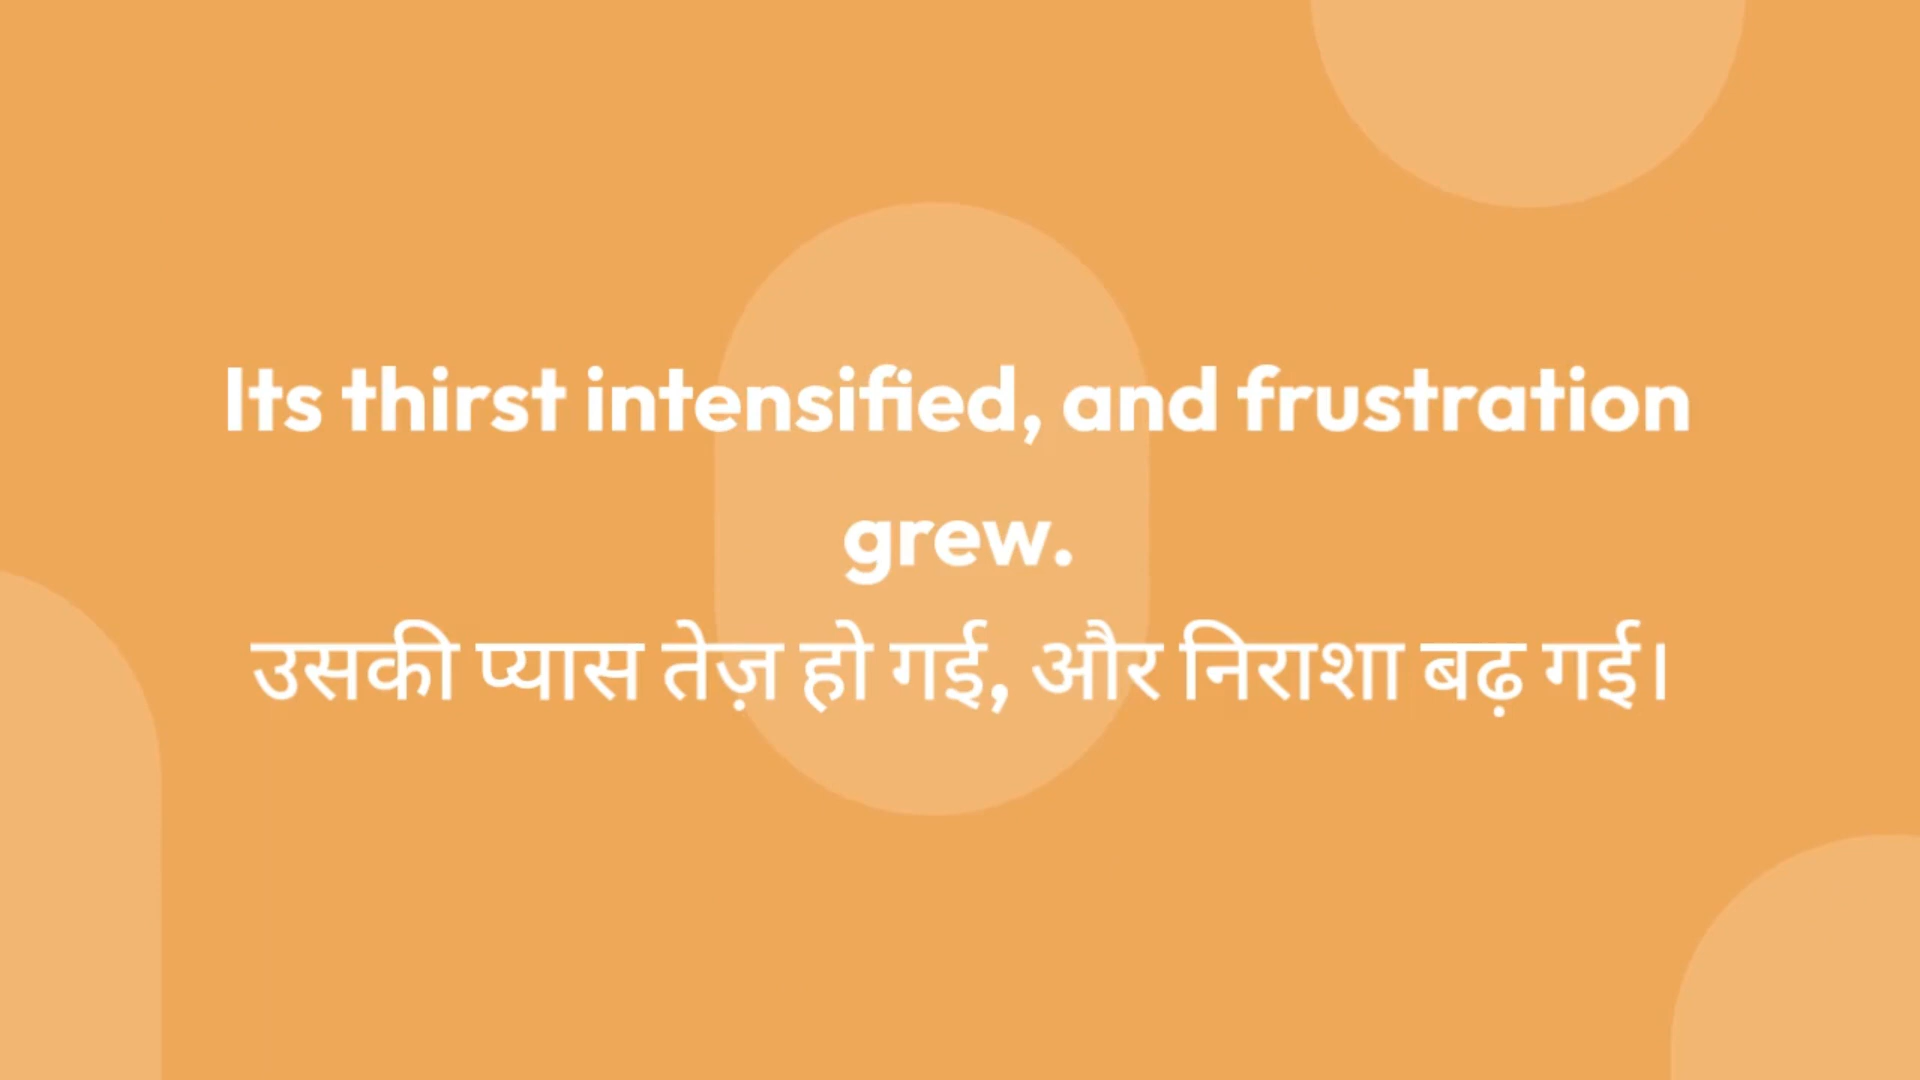 Its thirst intensified, and frustration
grew.
उसकी प्यास तेज़ हो गई, और निराशा बढ़ गई।